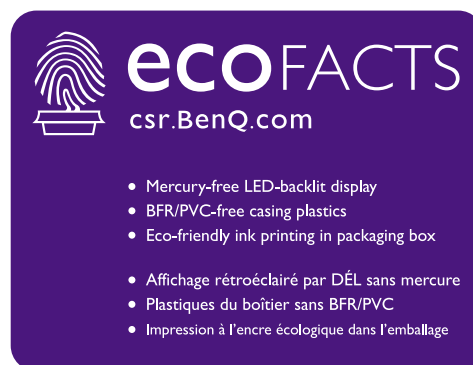 ecoFACTS
csr.BenQ.com
• Mercury-free LED-backlit display
• BFR/PVC-free casing plastics
• Eco-friendly ink printing in packaging box
• Affichage rétroéclairé par DÉL sans mercure
• Plastiques du boîtier sans BFR/PVC
• Impression à l'encre écologique dans l'emballage